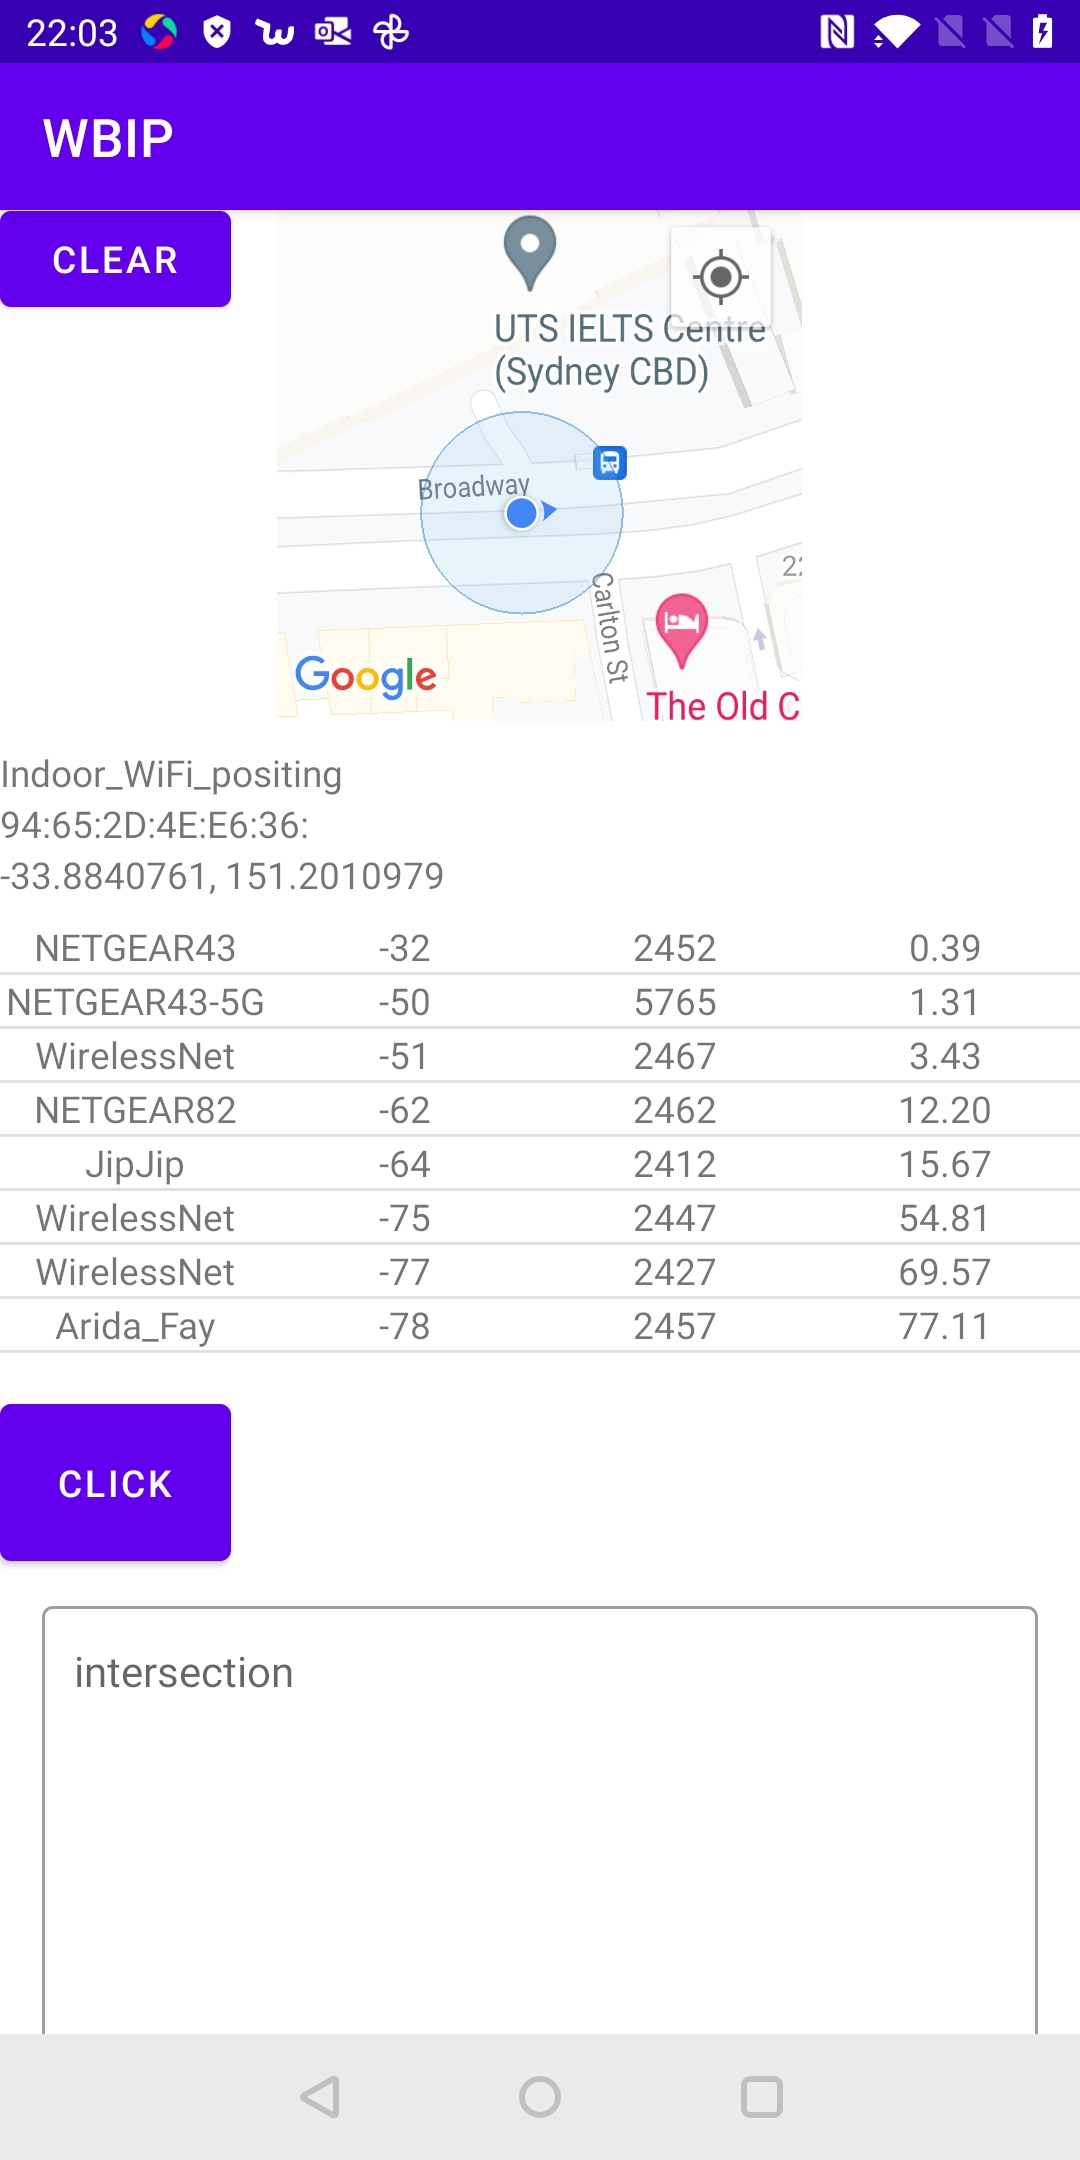 22:03
WBIP
CLEAR
UTS IELTS Centre
(Sydney CBD)
Broadway
Carlton St
The Old C
Google
Indoor_WiFi_positing
94:65:2D:4E:E6:36:
-33.8840761, 151.2010979
NETGEAR43 -32 2452 0.39
NETGEAR43-5G -50 5765 1.31
WirelessNet -51 2467 3.43
NETGEAR82 -62 2462 12.20
JipJip -64 2412 15.67
WirelessNet -75 2447 54.81
WirelessNet -77 2427 69.57
Arida_Fay -78 2457 77.11
CLICK
intersection